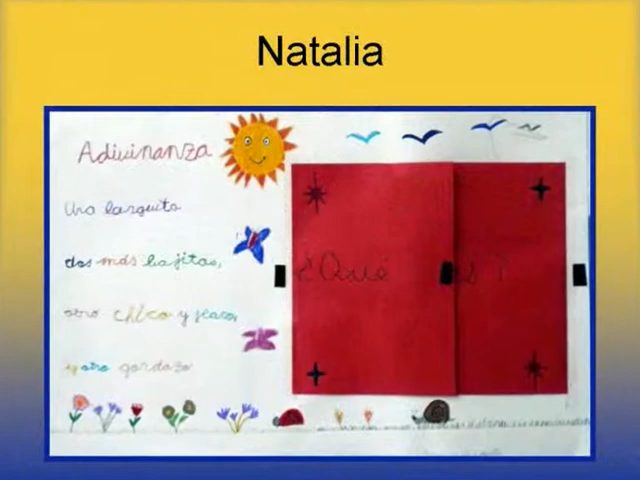 Natalia
Adivinanza
Uno larguito
dos más bajitos,
otro chico y flaco,
y otro gordazo
¿Qué es?